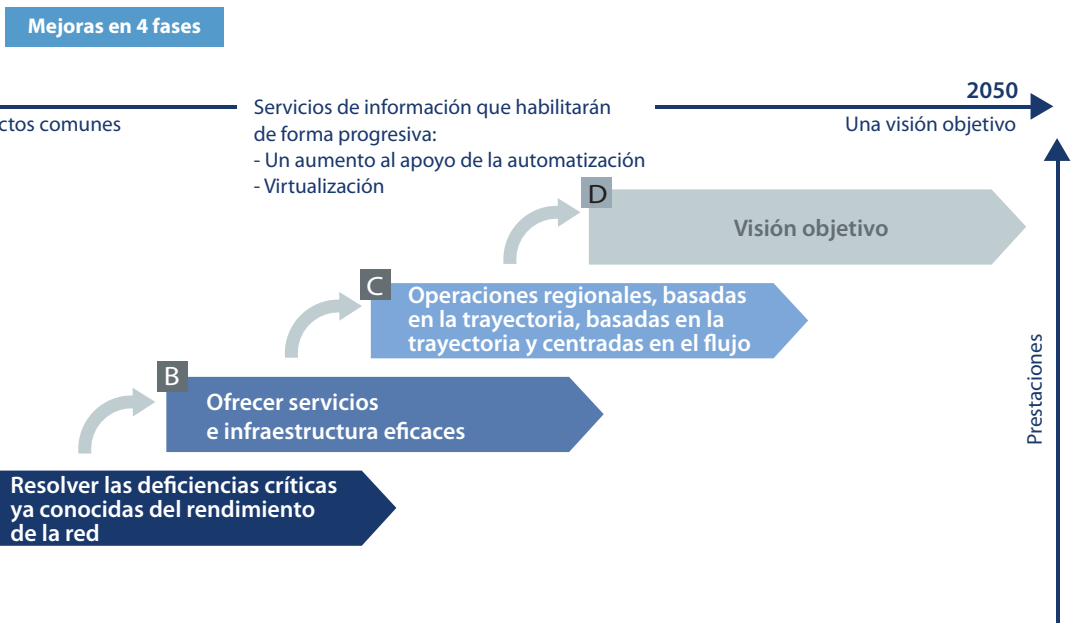 Mejoras en 4 fases
2050
ctos comunes
Servicios de información que habilitarán
de forma progresiva:
- Un aumento al apoyo de la automatización
- Virtualización
Una visión objetivo
D
Visión objetivo
C
Operaciones regionales, basadas
en la trayectoria, basadas en la
trayectoria y centradas en el flujo
B
Ofrecer servicios
e infraestructura eficaces
Resolver las deficiencias críticas
ya conocidas del rendimiento
de la red
Prestaciones